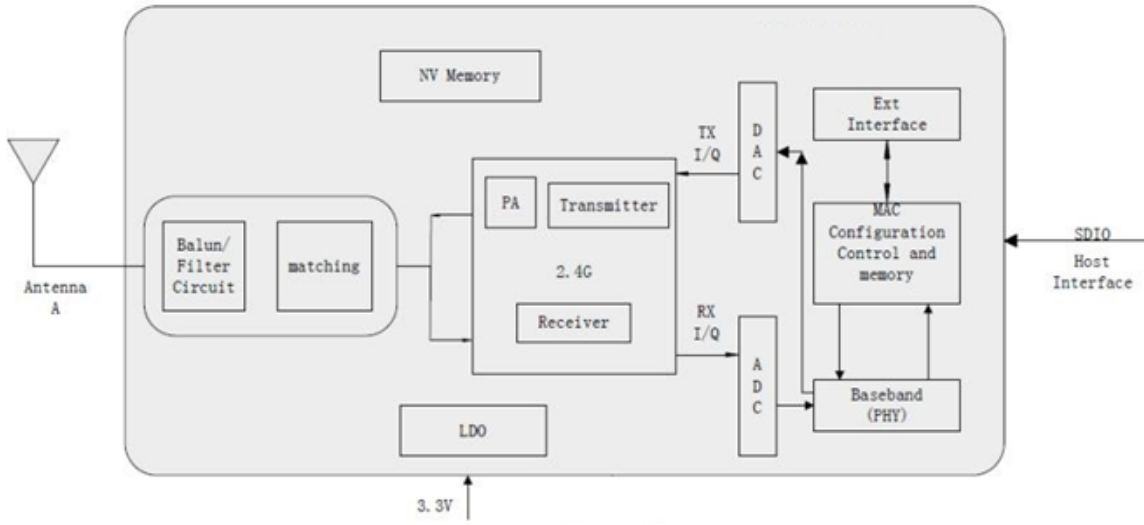 NV Memory
Ext
Interface
D
A
C
TX
I/Q
PA
Transmitter
MAC
Configuration
Control and
memory
SDIO
Host
Interface
Balun/
Filter
Circuit
matching
2.4G
Antenna
A
Receiver
RX
I/Q
A
D
C
Baseband
(PHY)
LDO
3.3V